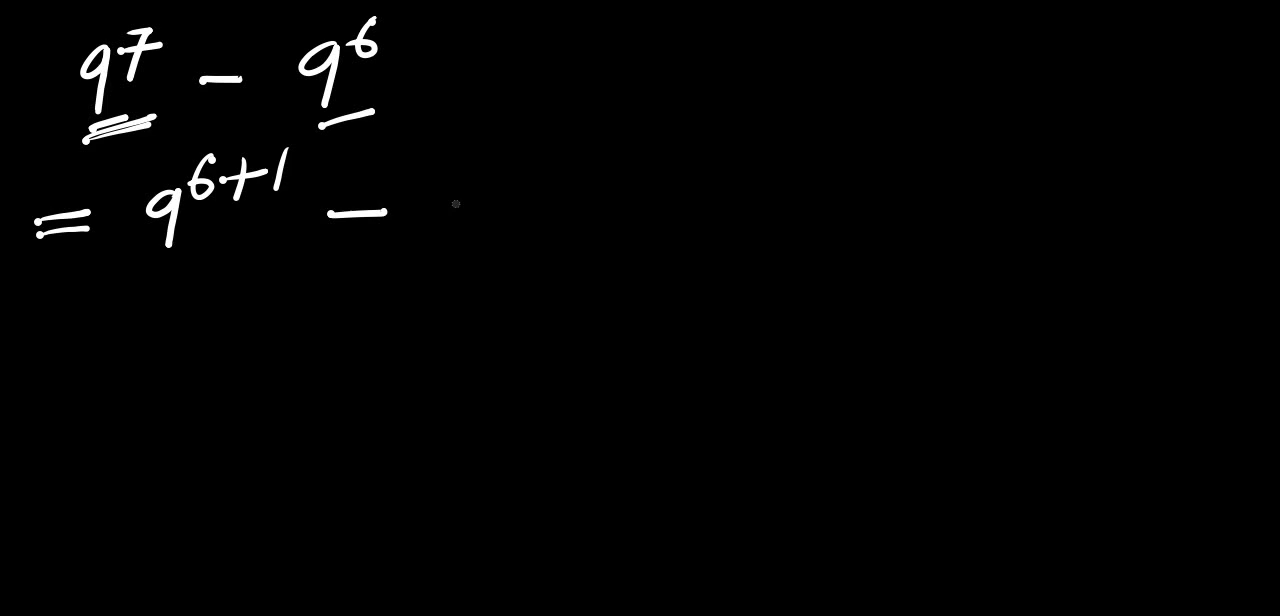 9⁷ - 9⁶
= 9⁶⁺¹ -